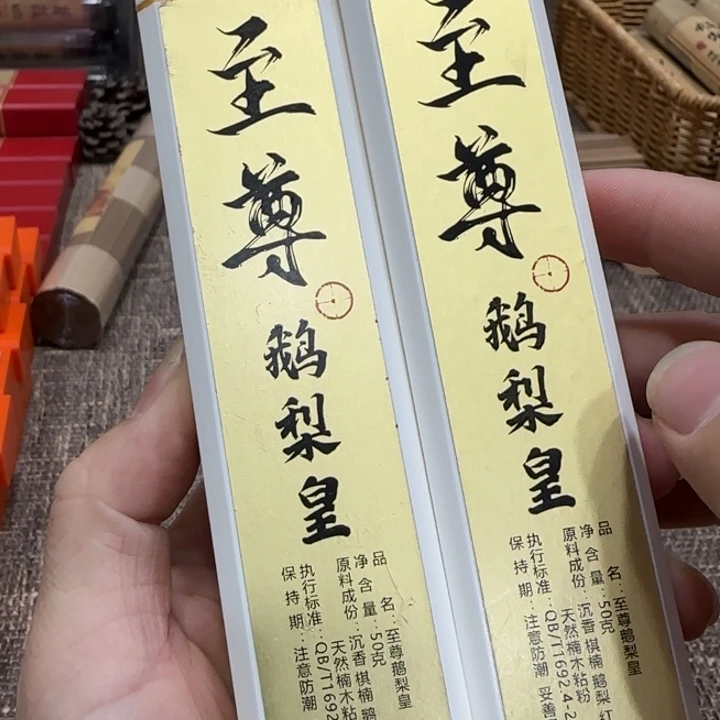 至尊
鹅梨皇
品 名：至尊鹅梨皇
净含量：50克
原料成份：沉香 棋楠 鹅
天然楠木粘粉
执行标准：QB/T1692
保持期：注意防潮
至尊
鹅梨皇
品 名：至尊鹅梨皇
净含量：50克
原料成份：沉香 棋楠 鹅梨 红
天然楠木粘粉
执行标准：QB/T1692.4-2
保持期：注意防潮 妥善